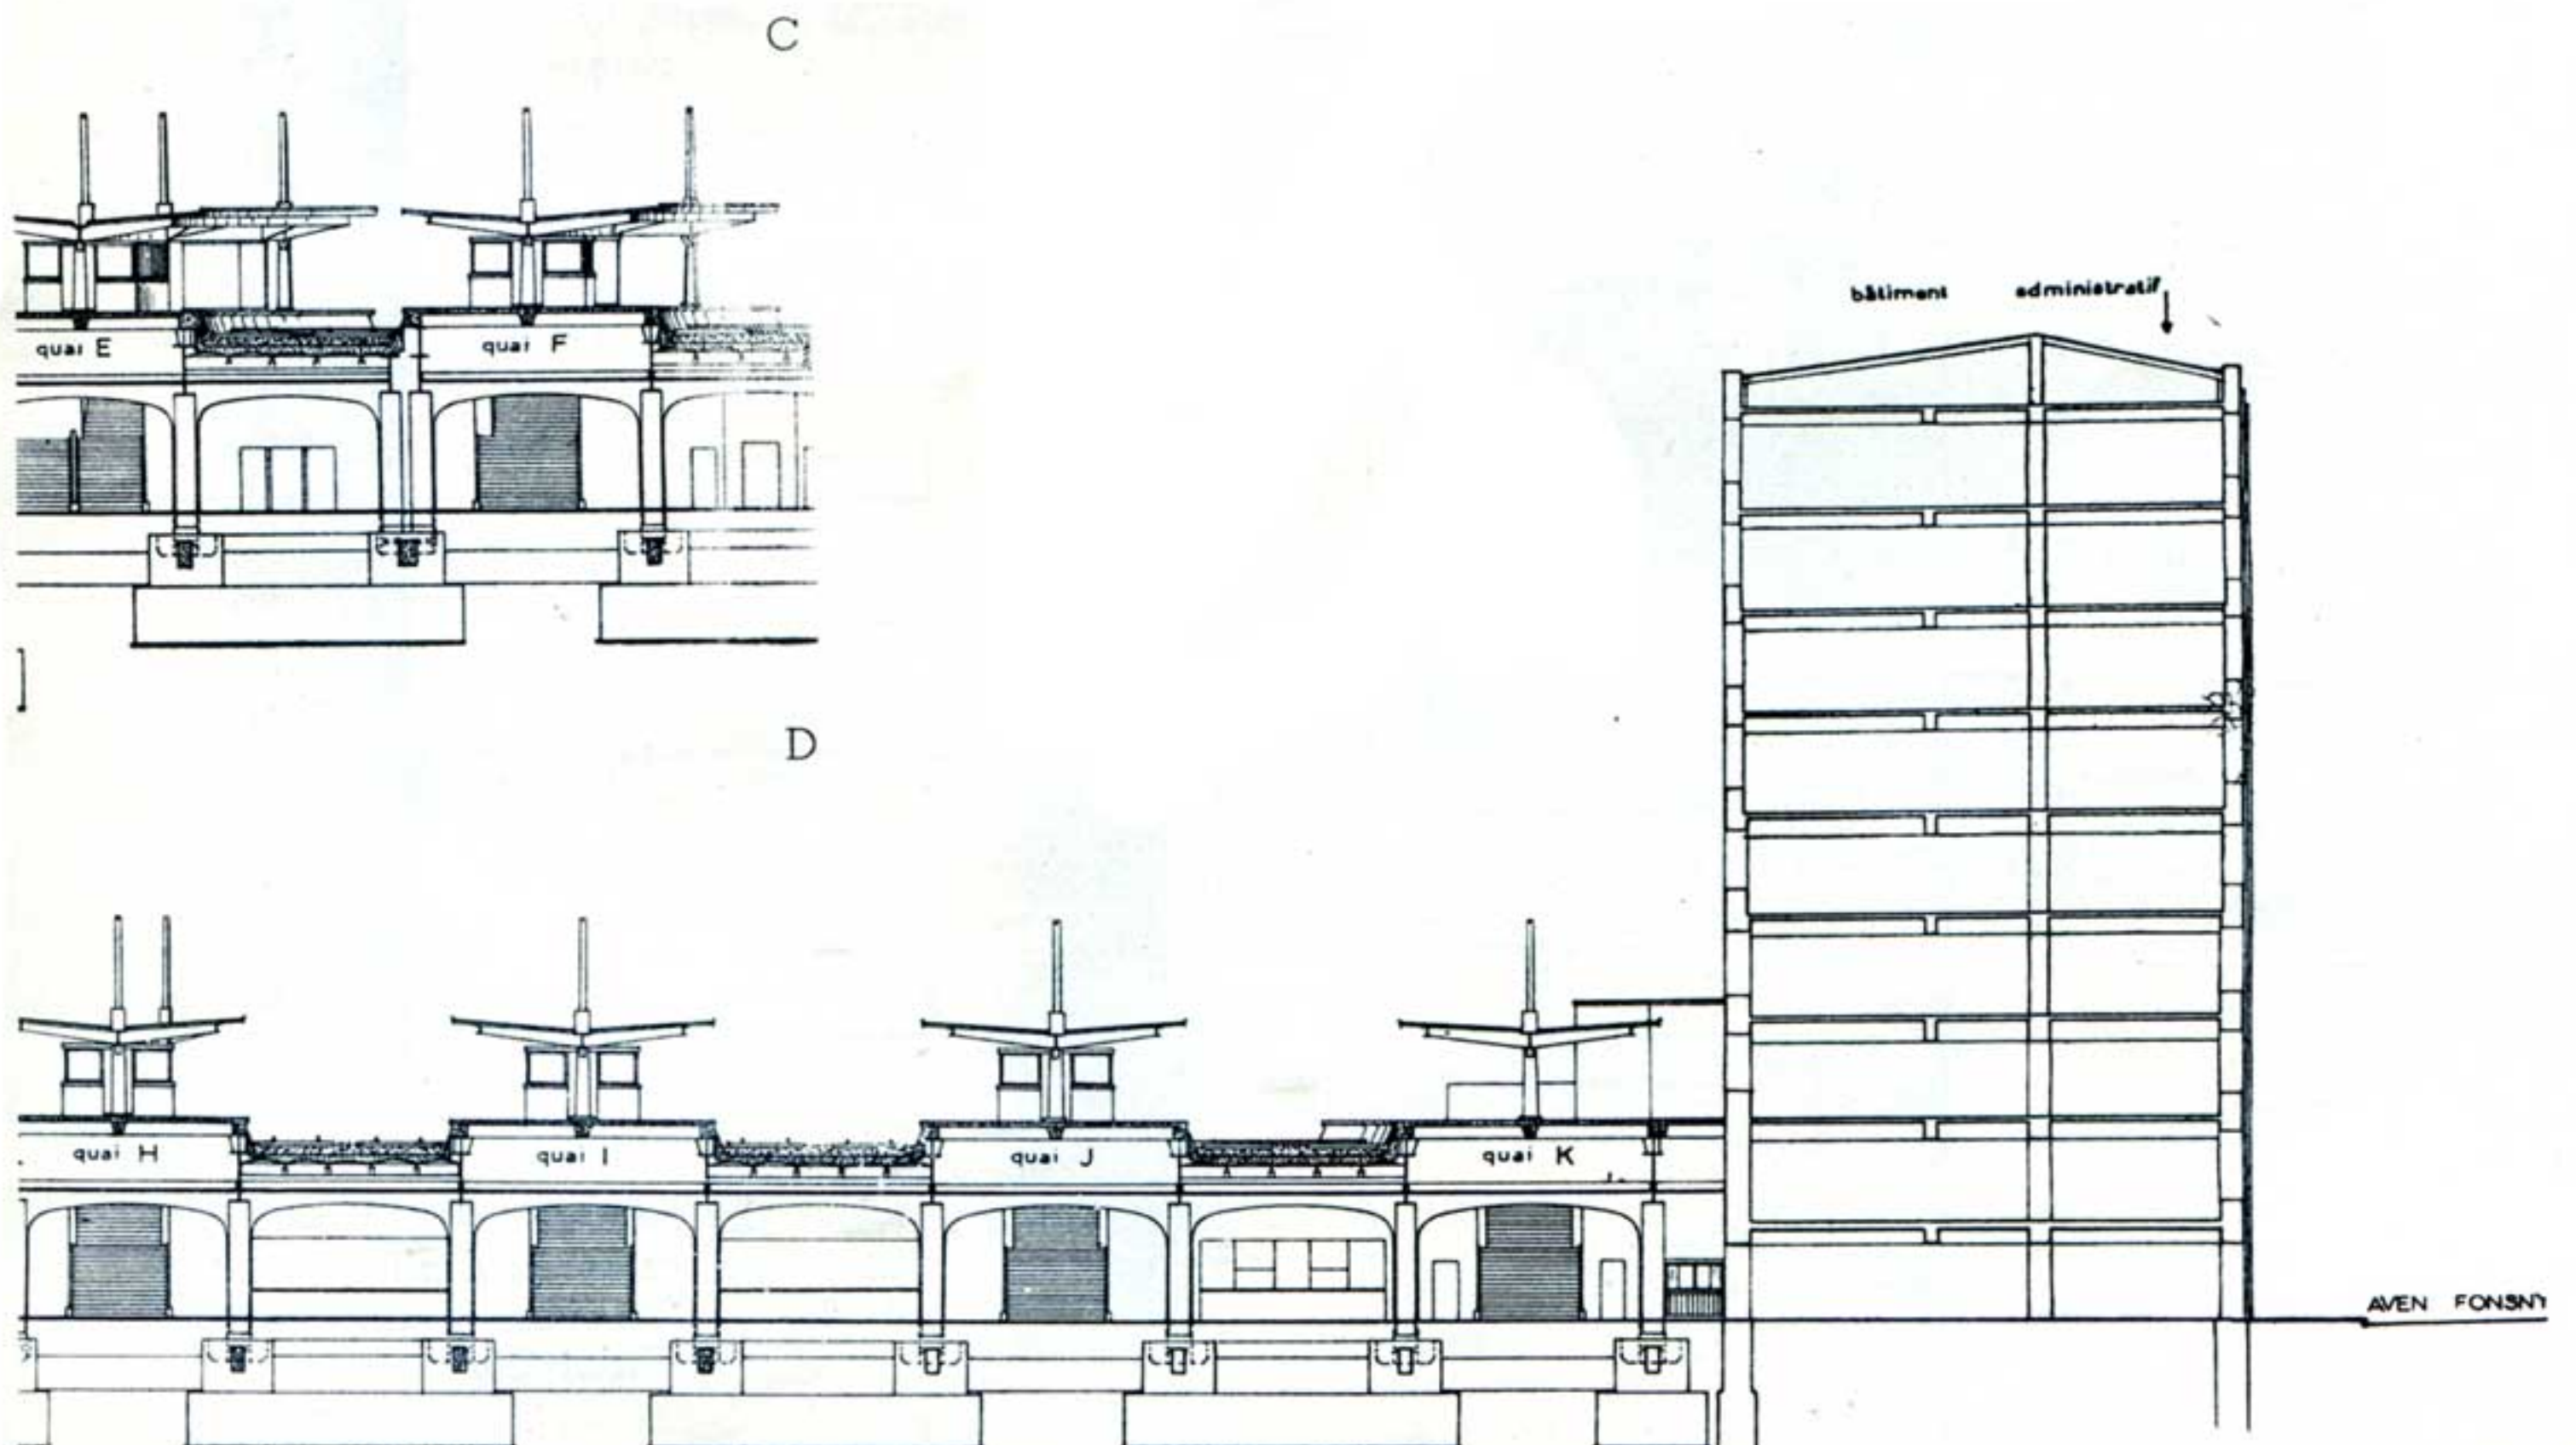 C
bâtiment administratif
quai E
quai F
D
quai H
quai I
quai J
quai K
AVEN FONSNY